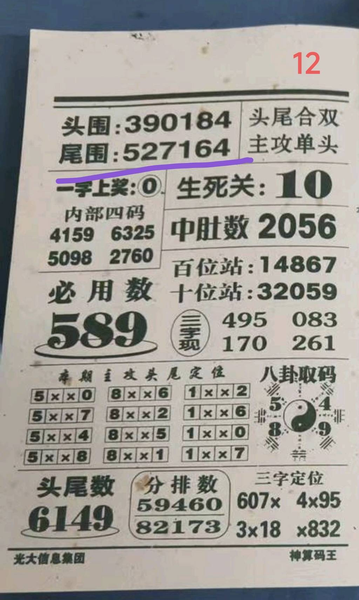 12
头围:390184
尾围:527164
头尾合双
主攻单头
一字上奖:0
生死关:10
内部四码
4159 6325
5098 2760
中肚数 2056
百位站:14867
十位站:32059
必用数
589
三字现
495 083
170 261
本期主攻头尾定位
5××0 8××6 1××2
5××7 8××2 1××6
5××4 8××5 1××0
5××8 8××1 1××7
八卦取码
5 4
8 9
头尾数
6149
分排数
59460
82173
三字定位
607× 4×95
3×18 ×832
光大信息集团
神算码王